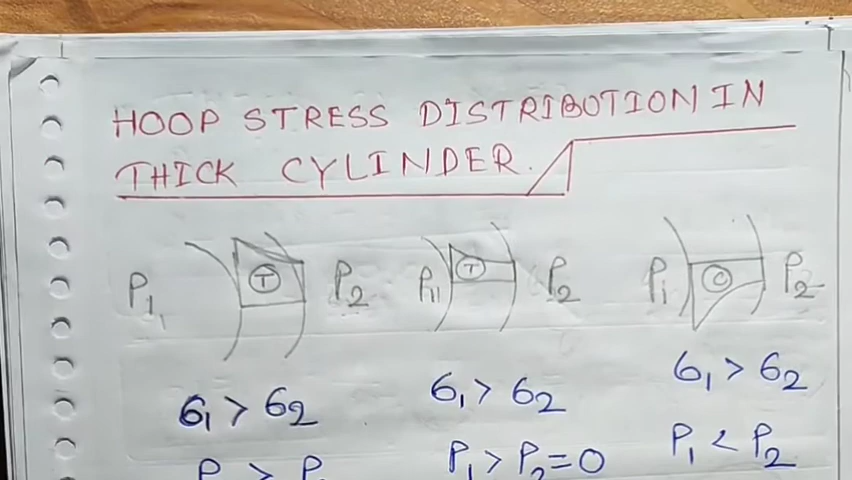 HOOP STRESS DISTRIBUTION IN
THICK CYLINDER.
P1 T P2 P1 T P2 P1 C P2
σ1 > σ2 σ1 > σ2 σ1 > σ2
P > P P1 > P2 = 0 P1 < P2